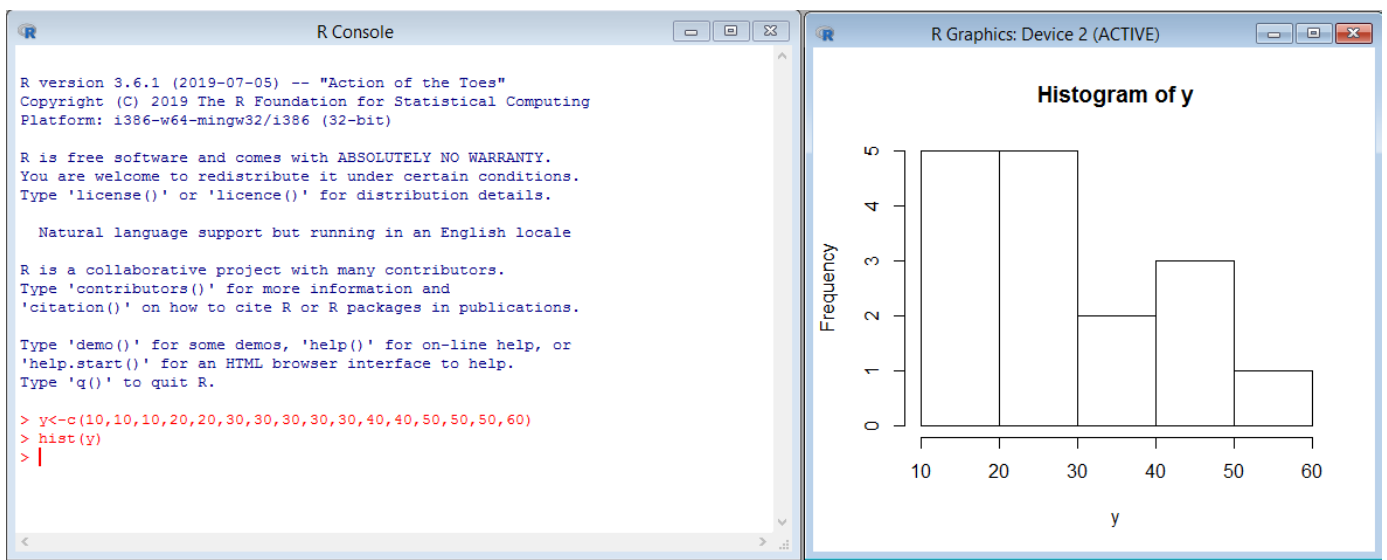 R Console
R version 3.6.1 (2019-07-05) -- "Action of the Toes"
Copyright (C) 2019 The R Foundation for Statistical Computing
Platform: i386-w64-mingw32/i386 (32-bit)
R is free software and comes with ABSOLUTELY NO WARRANTY.
You are welcome to redistribute it under certain conditions.
Type 'license()' or 'licence()' for distribution details.
Natural language support but running in an English locale
R is a collaborative project with many contributors.
Type 'contributors()' for more information and
'citation()' on how to cite R or R packages in publications.
Type 'demo()' for some demos, 'help()' for on-line help, or
'help.start()' for an HTML browser interface to help.
Type 'q()' to quit R.
> y<-c(10,10,10,20,20,30,30,30,30,30,40,40,50,50,50,60)
> hist(y)
>
R Graphics: Device 2 (ACTIVE)
Histogram of y
Frequency
5
4
3
2
1
0
10 20 30 40 50 60
y